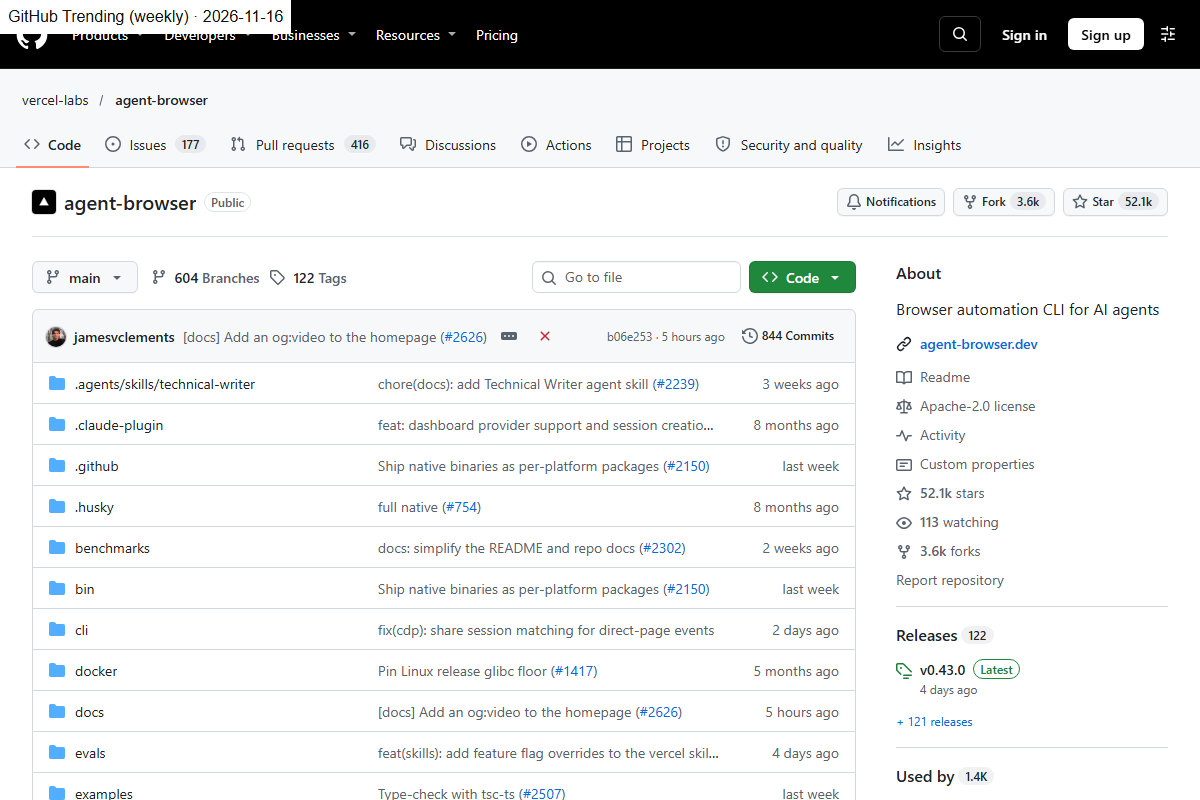 GitHub Trending (weekly) · 2026-11-16
Products Developers Businesses Resources Pricing Sign in Sign up
vercel-labs / agent-browser
Code Issues 177 Pull requests 416 Discussions Actions Projects Security and quality Insights
agent-browser Public Notifications Fork 3.6k Star 52.1k
main 604 Branches 122 Tags Go to file Code
jamesvclements [docs] Add an og:video to the homepage (#2626) b06e253 · 5 hours ago 844 Commits
.agents/skills/technical-writer chore(docs): add Technical Writer agent skill (#2239) 3 weeks ago
.claude-plugin feat: dashboard provider support and session creatio... 8 months ago
.github Ship native binaries as per-platform packages (#2150) last week
.husky full native (#754) 8 months ago
benchmarks docs: simplify the README and repo docs (#2302) 2 weeks ago
bin Ship native binaries as per-platform packages (#2150) last week
cli fix(cdp): share session matching for direct-page events 2 days ago
docker Pin Linux release glibc floor (#1417) 5 months ago
docs [docs] Add an og:video to the homepage (#2626) 5 hours ago
evals feat(skills): add feature flag overrides to the vercel skil... 4 days ago
examples Type-check with tsc-ts (#2507) last week
About
Browser automation CLI for AI agents
agent-browser.dev
Readme
Apache-2.0 license
Activity
Custom properties
52.1k stars
113 watching
3.6k forks
Report repository
Releases 122
v0.43.0 Latest
4 days ago
+ 121 releases
Used by 1.4K